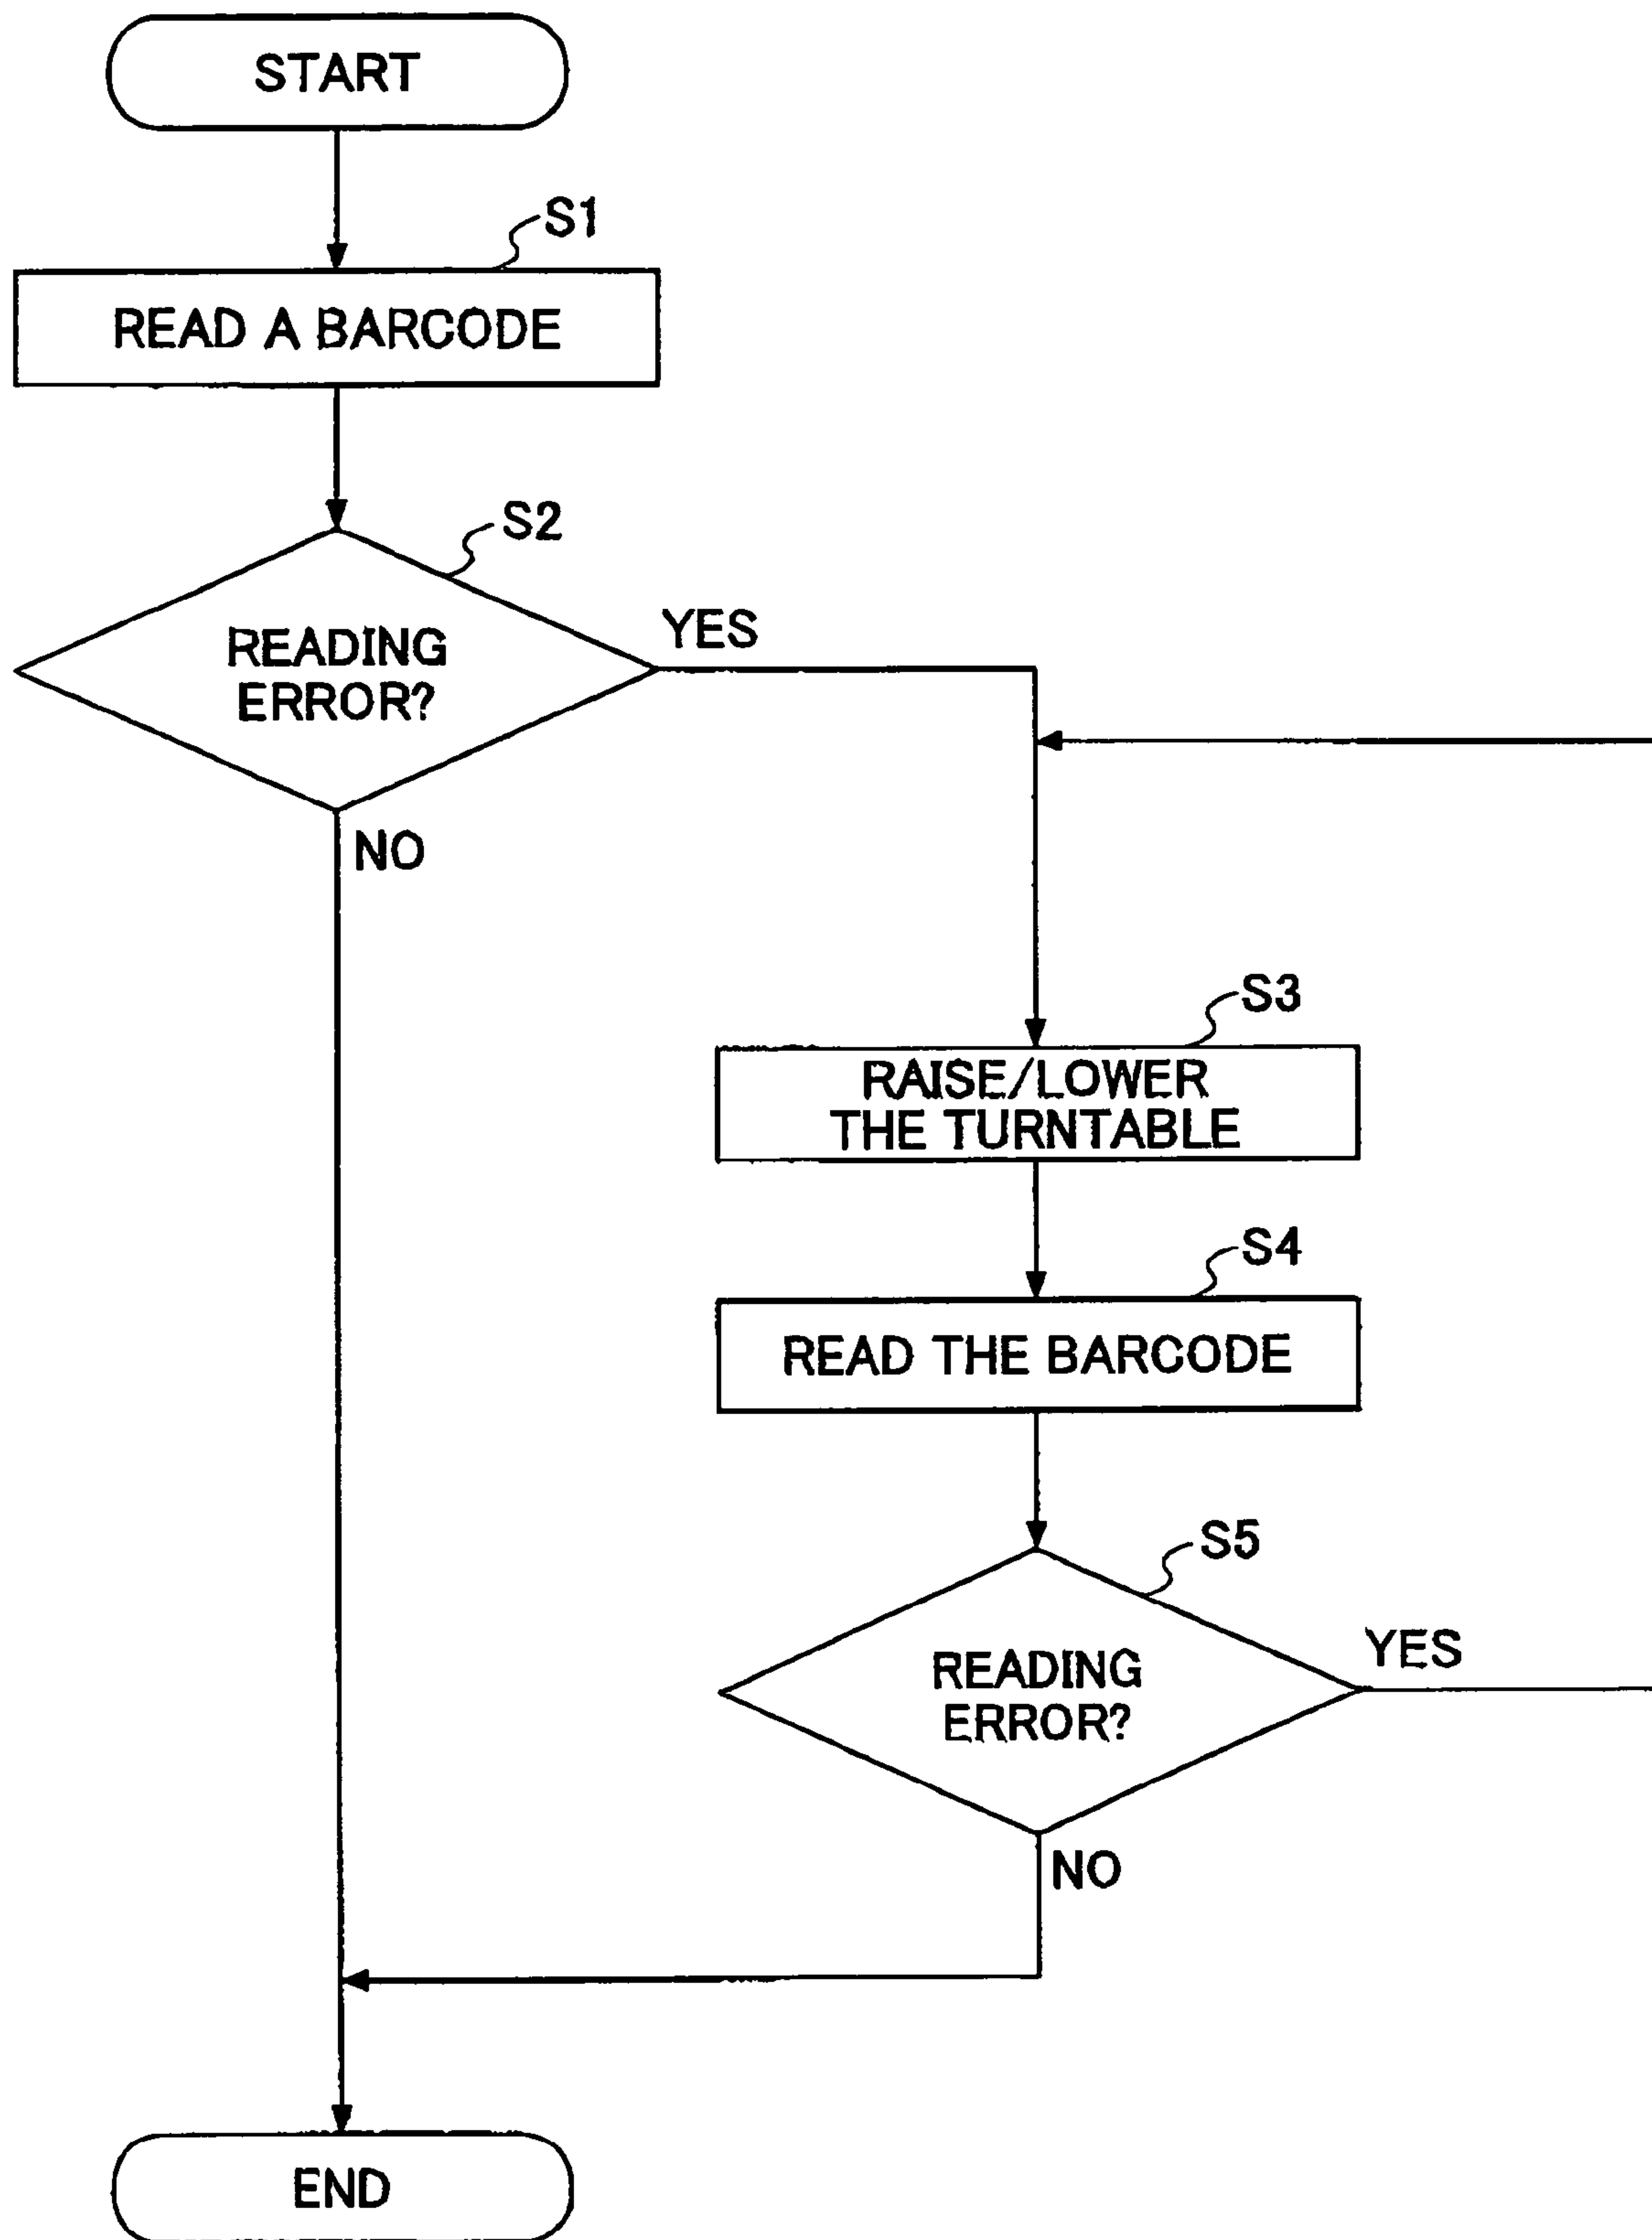 START
S1
READ A BARCODE
S2
READING
ERROR?
YES
NO
S3
RAISE/LOWER
THE TURNTABLE
S4
READ THE BARCODE
S5
READING
ERROR?
YES
NO
END